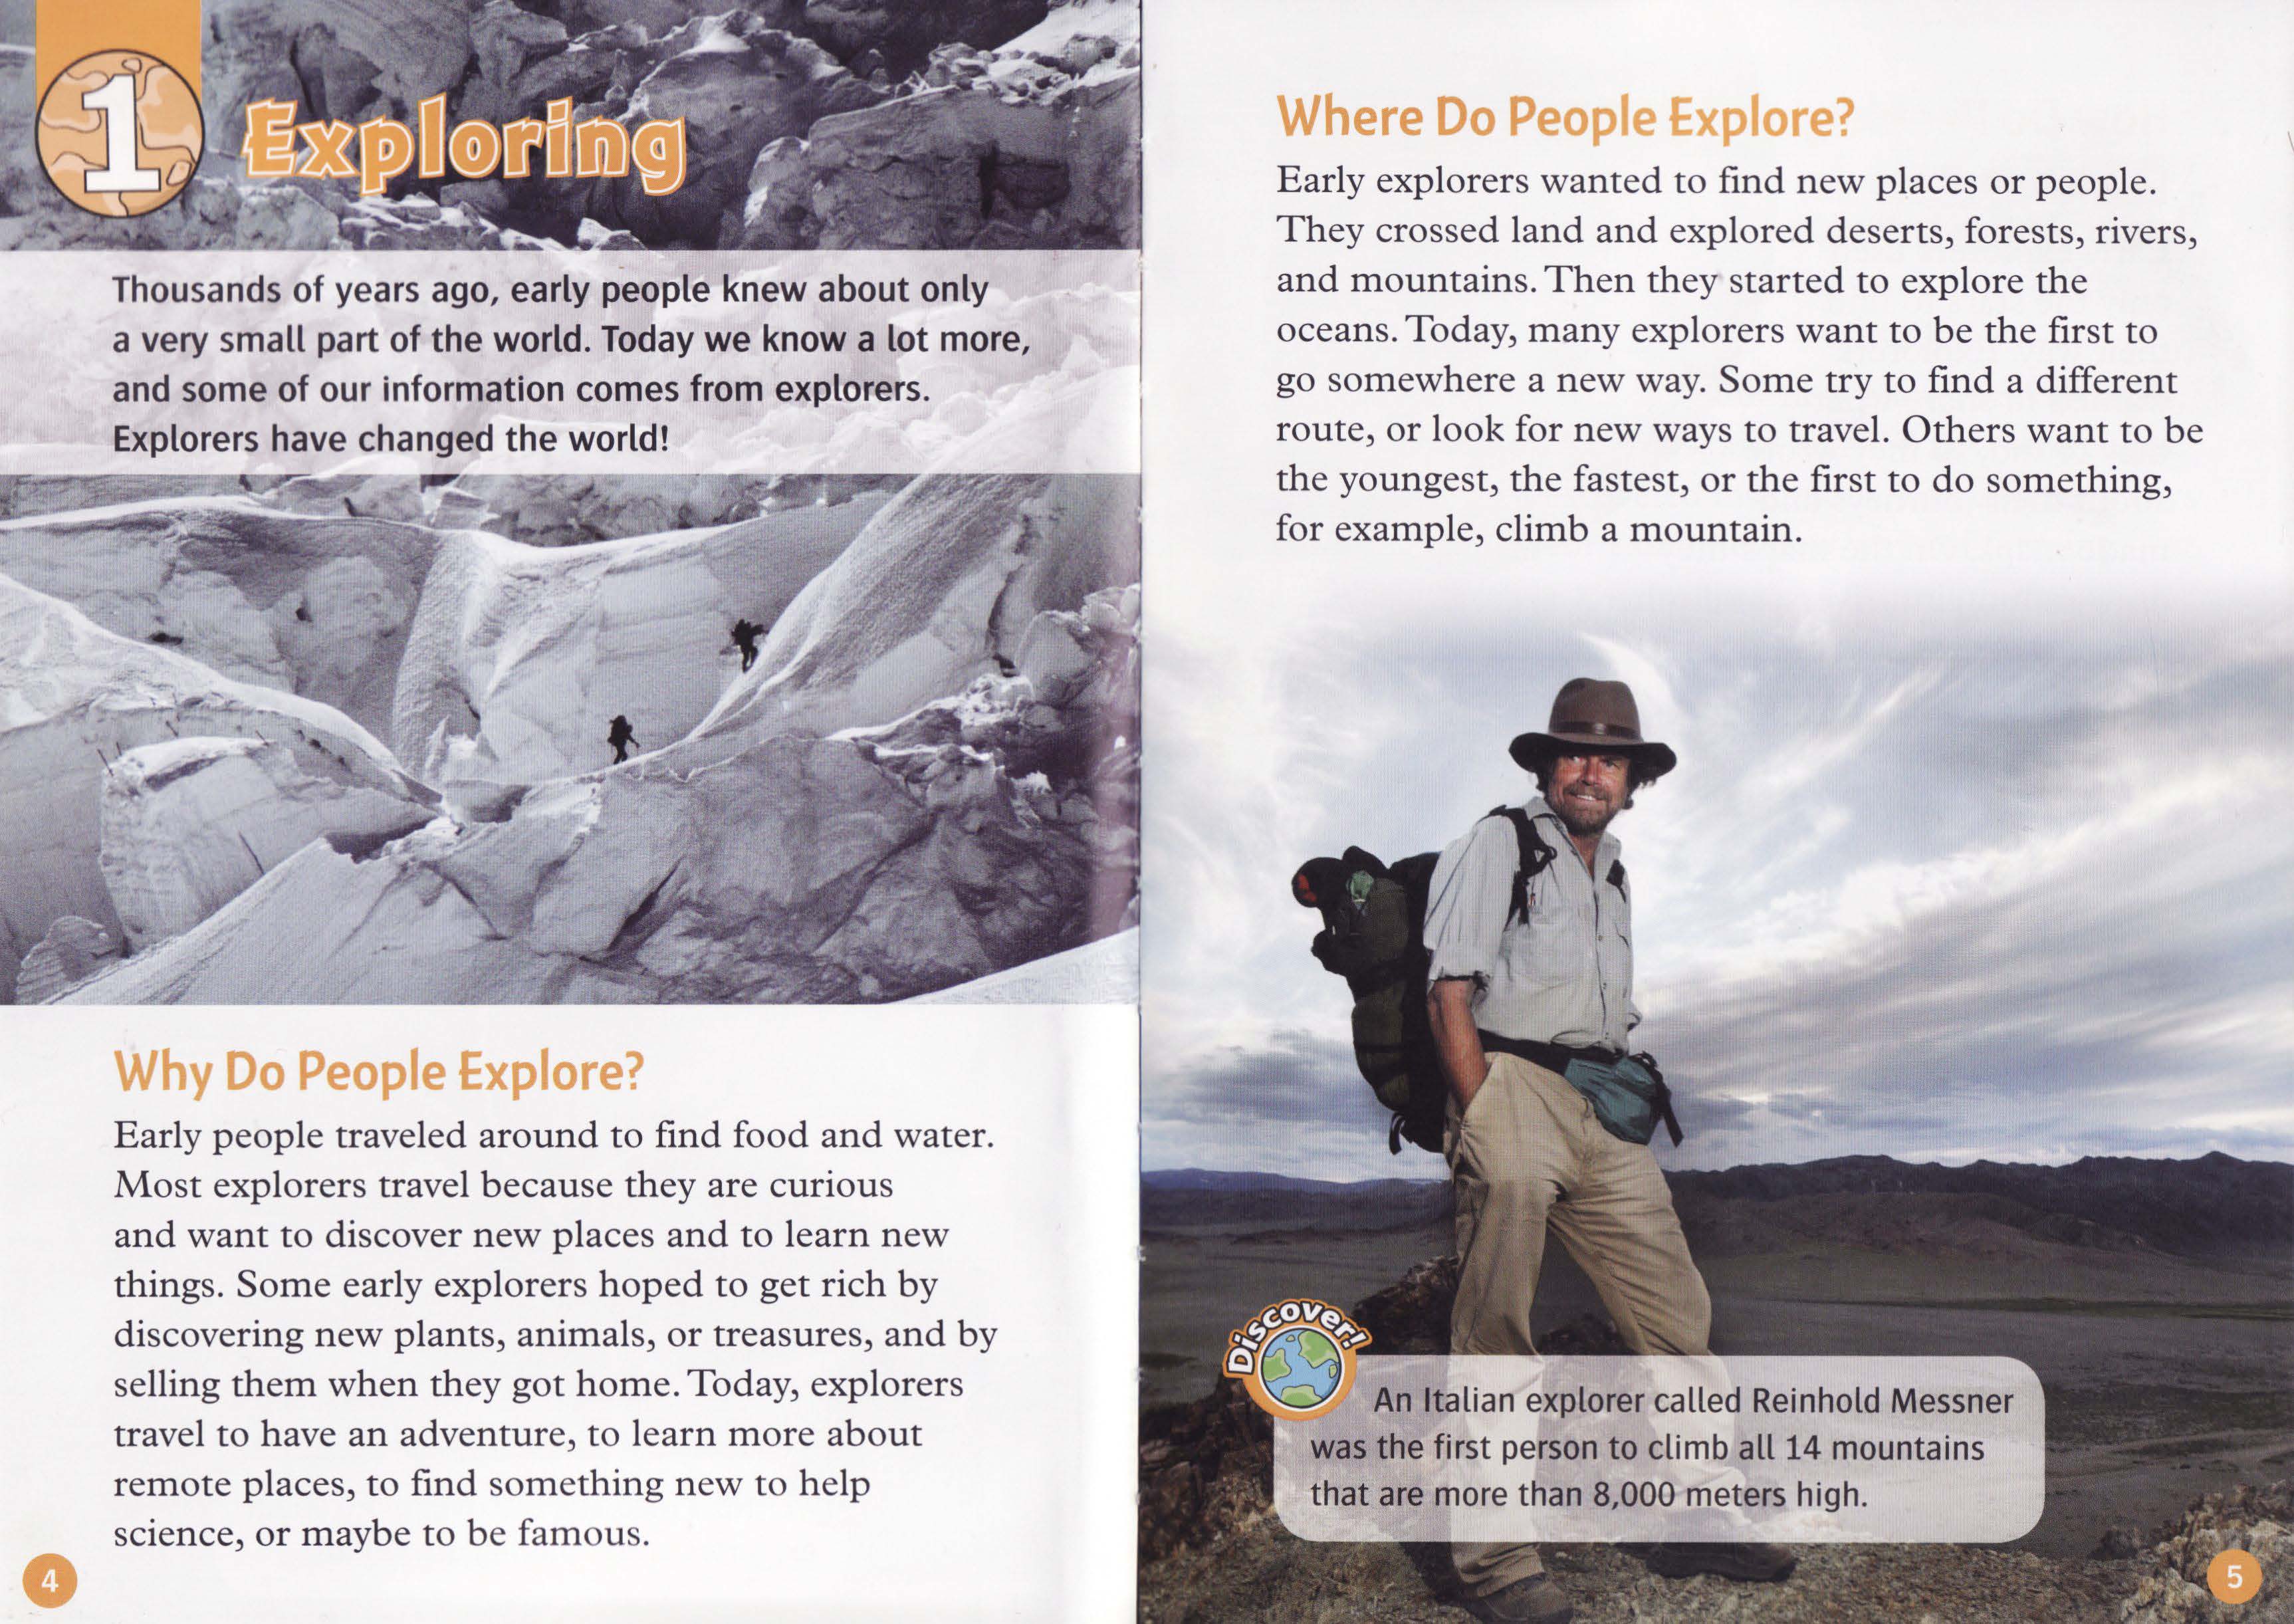 1
Exploring
Thousands of years ago, early people knew about only
a very small part of the world. Today we know a lot more,
and some of our information comes from explorers.
Explorers have changed the world!
Why Do People Explore?
Early people traveled around to find food and water.
Most explorers travel because they are curious
and want to discover new places and to learn new
things. Some early explorers hoped to get rich by
discovering new plants, animals, or treasures, and by
selling them when they got home. Today, explorers
travel to have an adventure, to learn more about
remote places, to find something new to help
science, or maybe to be famous.
4
Where Do People Explore?
Early explorers wanted to find new places or people.
They crossed land and explored deserts, forests, rivers,
and mountains. Then they started to explore the
oceans. Today, many explorers want to be the first to
go somewhere a new way. Some try to find a different
route, or look for new ways to travel. Others want to be
the youngest, the fastest, or the first to do something,
for example, climb a mountain.
Discover!
An Italian explorer called Reinhold Messner
was the first person to climb all 14 mountains
that are more than 8,000 meters high.
5